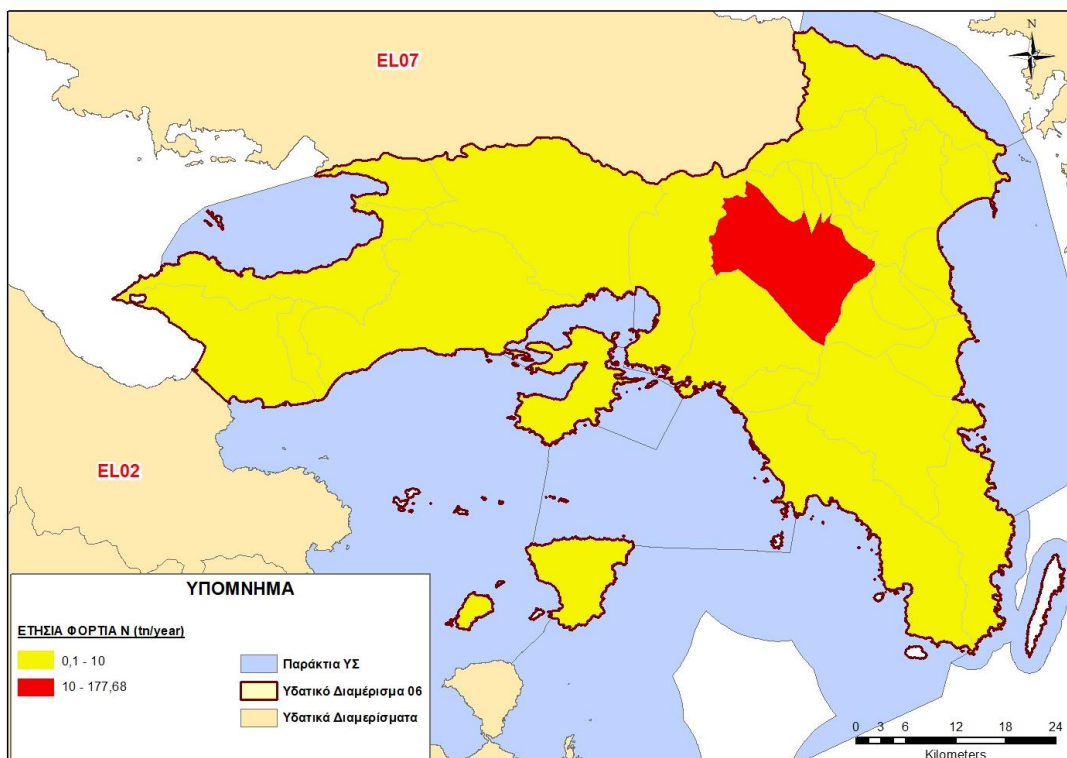 N
EL07
EL02
ΥΠΟΜΝΗΜΑ
ΕΤΗΣΙΑ ΦΟΡΤΙΑ N (tn/year)
0,1 - 10
10 - 177,68
Παράκτια ΥΣ
Υδατικό Διαμέρισμα 06
Υδατικά Διαμερίσματα
0 3 6 12 18 24
Kilometers